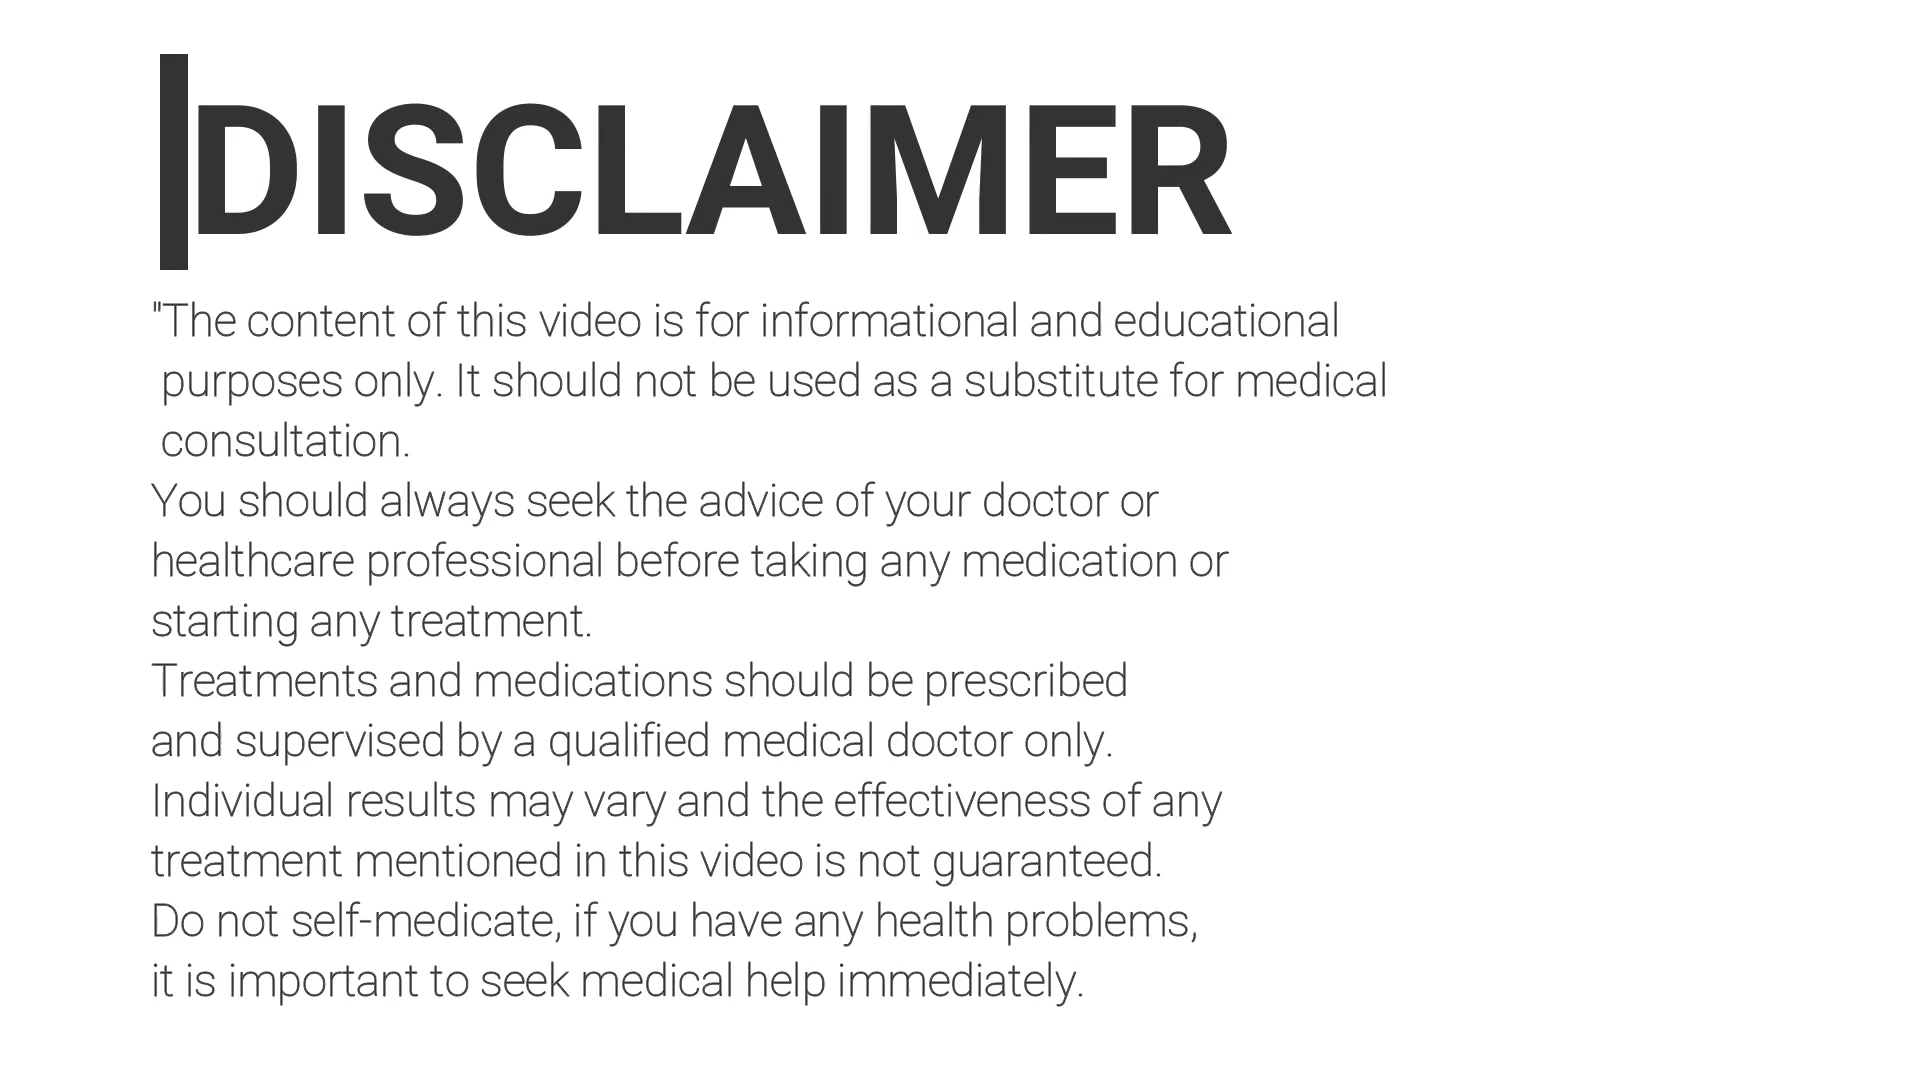 DISCLAIMER
"The content of this video is for informational and educational
purposes only. It should not be used as a substitute for medical
consultation.
You should always seek the advice of your doctor or
healthcare professional before taking any medication or
starting any treatment.
Treatments and medications should be prescribed
and supervised by a qualified medical doctor only.
Individual results may vary and the effectiveness of any
treatment mentioned in this video is not guaranteed.
Do not self-medicate, if you have any health problems,
it is important to seek medical help immediately.